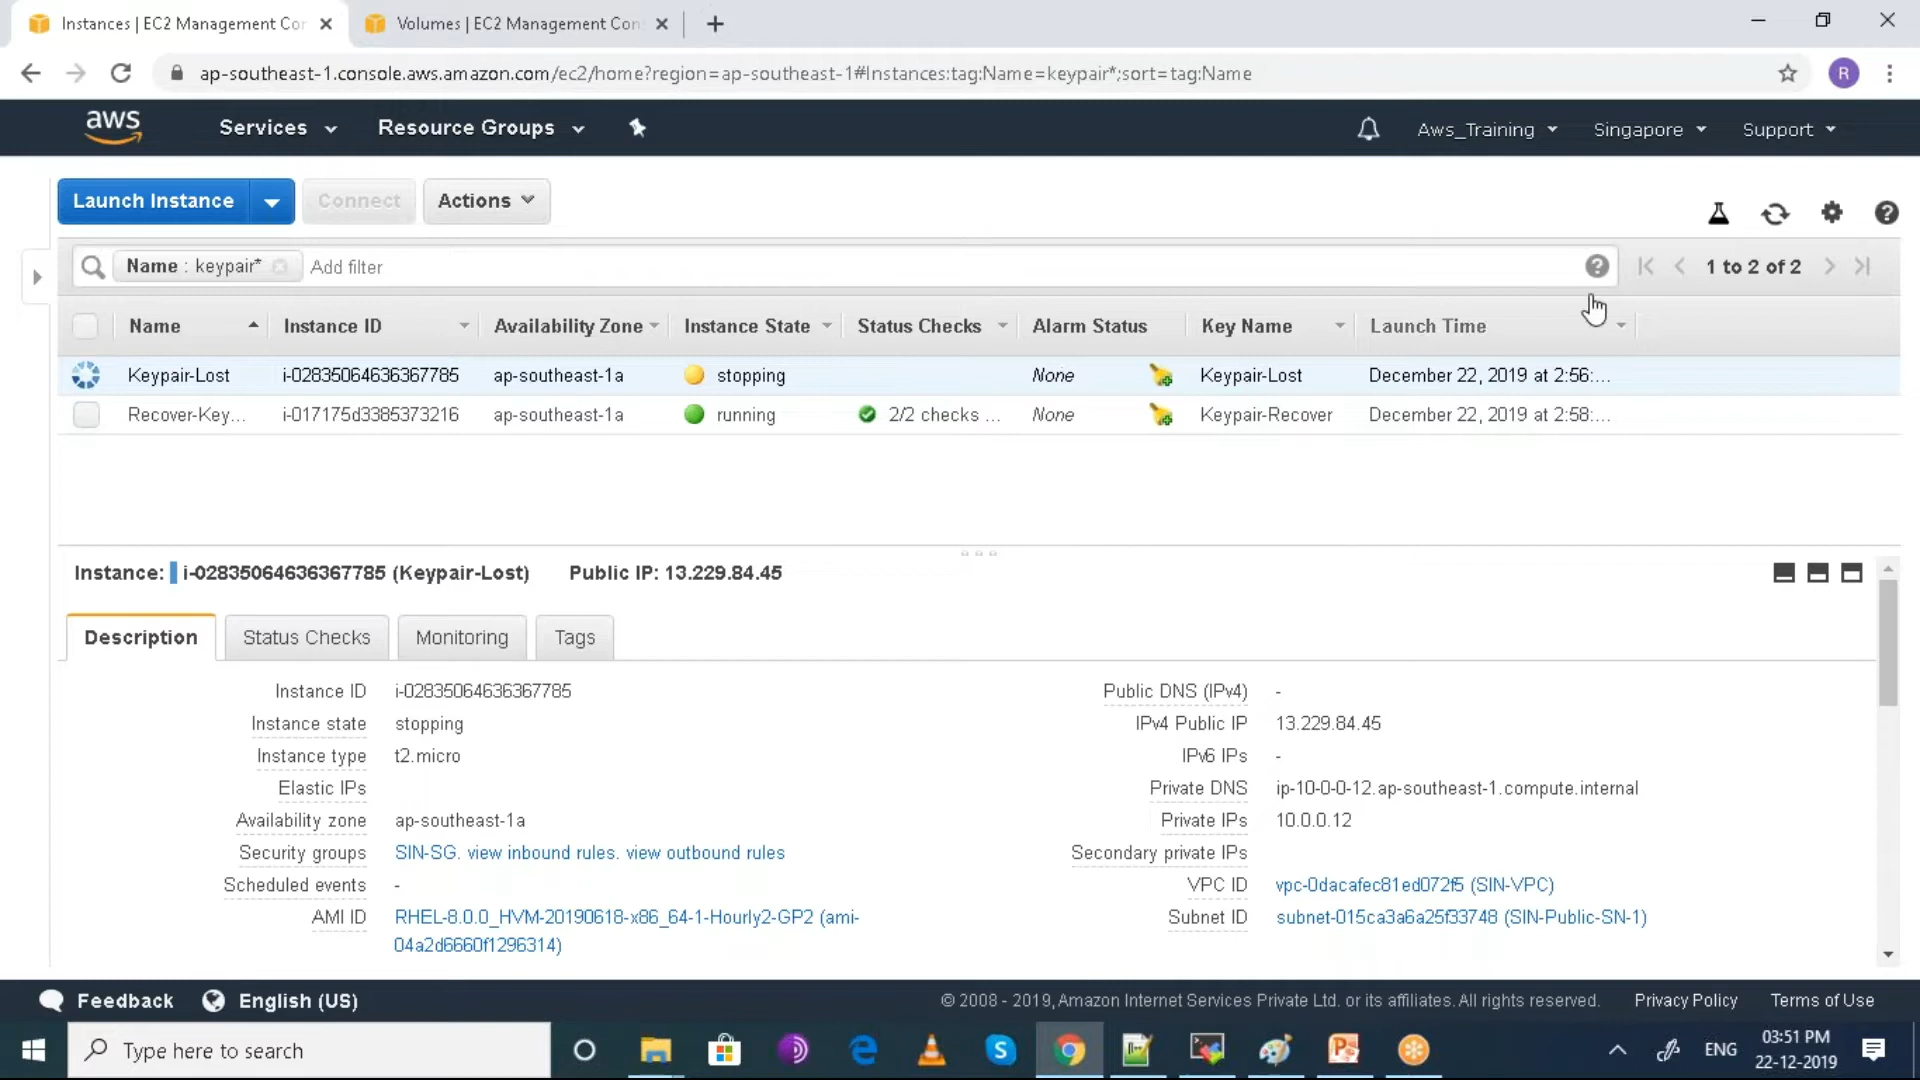 Instances | EC2 Management Con
Volumes | EC2 Management Con
ap-southeast-1.console.aws.amazon.com/ec2/home?region=ap-southeast-1#Instances:tag:Name=keypair*;sort=tag:Name
R
aws
Services
Resource Groups
Aws_Training
Singapore
Support
Launch Instance
Connect
Actions
Name : keypair*
Add filter
1 to 2 of 2
Name
Instance ID
Availability Zone
Instance State
Status Checks
Alarm Status
Key Name
Launch Time
Keypair-Lost i-02835064636367785 ap-southeast-1a stopping None Keypair-Lost December 22, 2019 at 2:56:...
Recover-Key... i-017175d3385373216 ap-southeast-1a running 2/2 checks ... None Keypair-Recover December 22, 2019 at 2:58:...
Instance: i-02835064636367785 (Keypair-Lost) Public IP: 13.229.84.45
Description
Status Checks
Monitoring
Tags
Instance ID i-02835064636367785
Instance state stopping
Instance type t2.micro
Elastic IPs
Availability zone ap-southeast-1a
Security groups SIN-SG. view inbound rules. view outbound rules
Scheduled events -
AMI ID RHEL-8.0.0_HVM-20190618-x86_64-1-Hourly2-GP2 (ami-
04a2d6660f1296314)
Public DNS (IPv4) -
IPv4 Public IP 13.229.84.45
IPv6 IPs -
Private DNS ip-10-0-0-12.ap-southeast-1.compute.internal
Private IPs 10.0.0.12
Secondary private IPs
VPC ID vpc-0dacafec81ed072f5 (SIN-VPC)
Subnet ID subnet-015ca3a6a25f33748 (SIN-Public-SN-1)
Feedback
English (US)
© 2008 - 2019, Amazon Internet Services Private Ltd. or its affiliates. All rights reserved.
Privacy Policy
Terms of Use
Type here to search
ENG
03:51 PM
22-12-2019